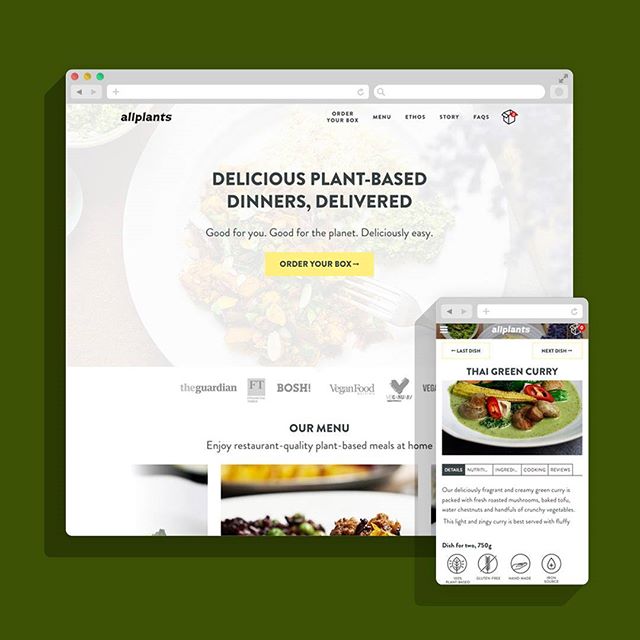 allplants
ORDER
YOUR BOX
MENU
ETHOS
STORY
FAQS
DELICIOUS PLANT-BASED
DINNERS, DELIVERED
Good for you. Good for the planet. Deliciously easy.
ORDER YOUR BOX→
theguardian
FT
FINANCIAL
TIMES
BOSH!
VeganFood
VEGANUARY
VEGA
OUR MENU
Enjoy restaurant-quality plant-based meals at home
allplants
← LAST DISH
NEXT DISH →
THAI GREEN CURRY
DETAILS
NUTRITI...
INGREDI...
COOKING
REVIEWS
Our deliciously fragrant and creamy green curry is
packed with fresh roasted mushrooms, baked tofu,
water chestnuts and handfuls of crunchy vegetables.
This light and zingy curry is best served with fluffy
Dish for two, 750g
100%
PLANT-BASED
GLUTEN-FREE
HAND MADE
IRON
SOURCE